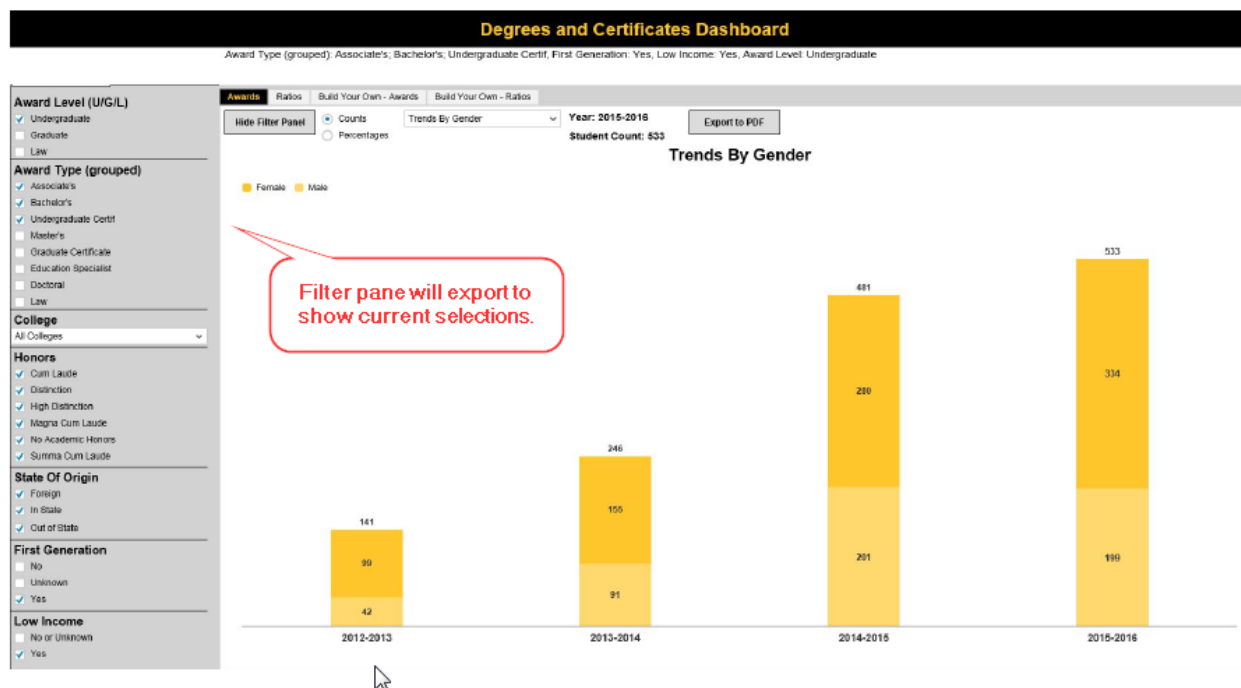 Degrees and Certificates Dashboard
Award Type (grouped): Associate's; Bachelor's; Undergraduate Certif, First Generation: Yes, Low Income: Yes, Award Level: Undergraduate
Award Level (U/G/L)
Undergraduate
Graduate
Law
Award Type (grouped)
Associate's
Bachelor's
Undergraduate Certif
Master's
Graduate Certificate
Education Specialist
Doctoral
Law
College
All Colleges
Honors
Cum Laude
Distinction
High Distinction
Magna Cum Laude
No Academic Honors
Summa Cum Laude
State Of Origin
Foreign
In State
Out of State
First Generation
No
Unknown
Yes
Low Income
No or Unknown
Yes
Awards Ratios Build Your Own - Awards Build Your Own - Ratios
Hide Filter Panel
Counts
Percentages
Trends By Gender
Year: 2015-2016
Student Count: 533
Export to PDF
Trends By Gender
Female Male
Filter pane will export to
show current selections.
533
481
334
280
246
155
141
201
199
99
91
42
2012-2013 2013-2014 2014-2015 2015-2016